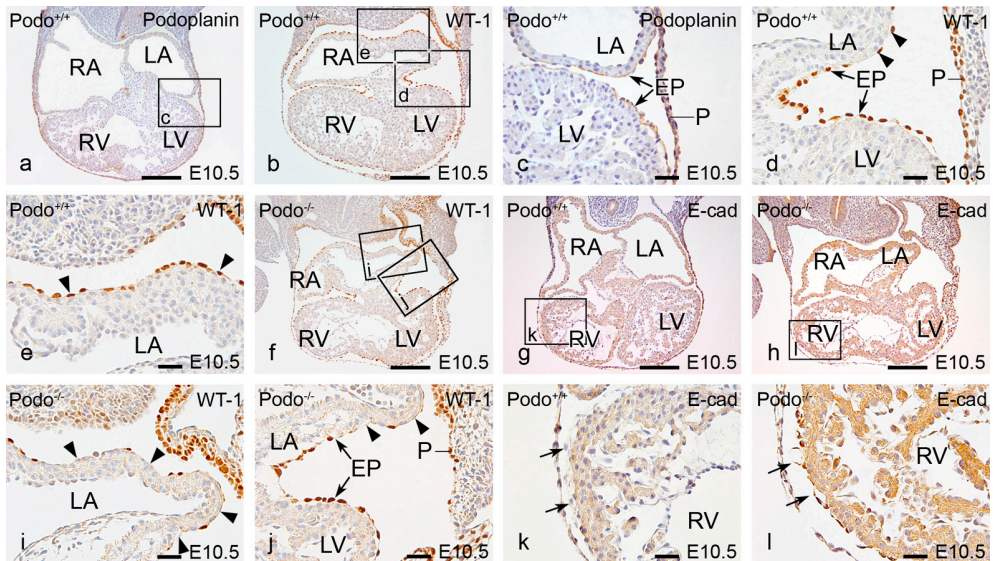 Podo+/+ Podoplanin
LA
RA
c
RV LV
a E10.5
Podo+/+ WT-1
e
RA
d
RV LV
b E10.5
Podo+/+ Podoplanin
LA
EP
P
LV
c E10.5
Podo+/+ WT-1
LA
EP P
LV
d E10.5
Podo+/+ WT-1
LA
e E10.5
Podo-/- WT-1
RA i
j
RV LV
f E10.5
Podo+/+ E-cad
RA LA
k RV LV
g E10.5
Podo-/- E-cad
RA LA
RV LV
l
h E10.5
Podo-/- WT-1
LA
i E10.5
Podo-/- WT-1
LA
EP P
LV
j E10.5
Podo+/+ E-cad
RV
k E10.5
Podo-/- E-cad
RV
l E10.5